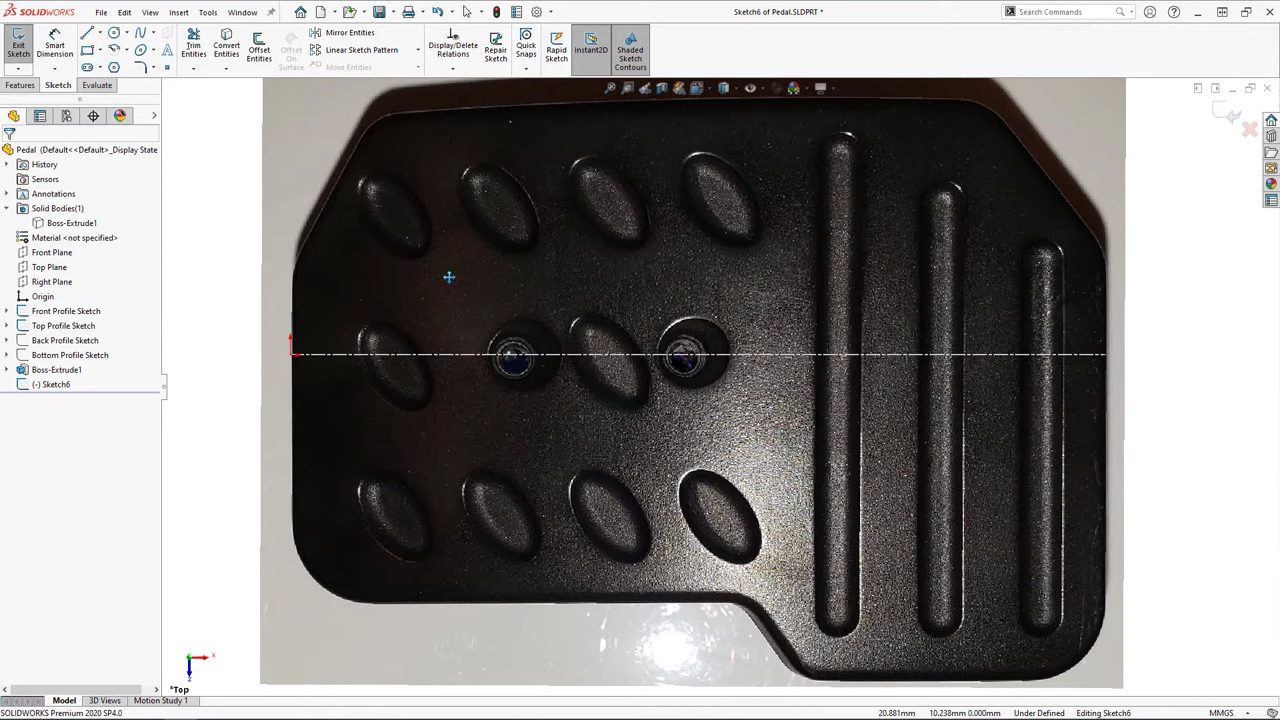 SOLIDWORKS
File
Edit
View
Insert
Tools
Window
Sketch6 of Pedal.SLDPRT *
Search Commands
Exit Sketch
Smart Dimension
Trim Entities
Convert Entities
Offset Entities
Offset On Surface
Mirror Entities
Linear Sketch Pattern
Move Entities
Display/Delete Relations
Repair Sketch
Quick Snaps
Rapid Sketch
Instant2D
Shaded Sketch Contours
Features
Sketch
Evaluate
Pedal (Default<<Default>_Display State
History
Sensors
Annotations
Solid Bodies(1)
Boss-Extrude1
Material <not specified>
Front Plane
Top Plane
Right Plane
Origin
Front Profile Sketch
Top Profile Sketch
Back Profile Sketch
Bottom Profile Sketch
Boss-Extrude1
(-) Sketch6
x
z
*Top
Model
3D Views
Motion Study 1
SOLIDWORKS Premium 2020 SP4.0
20.881mm
10.238mm 0.000mm
Under Defined
Editing Sketch6
MMGS